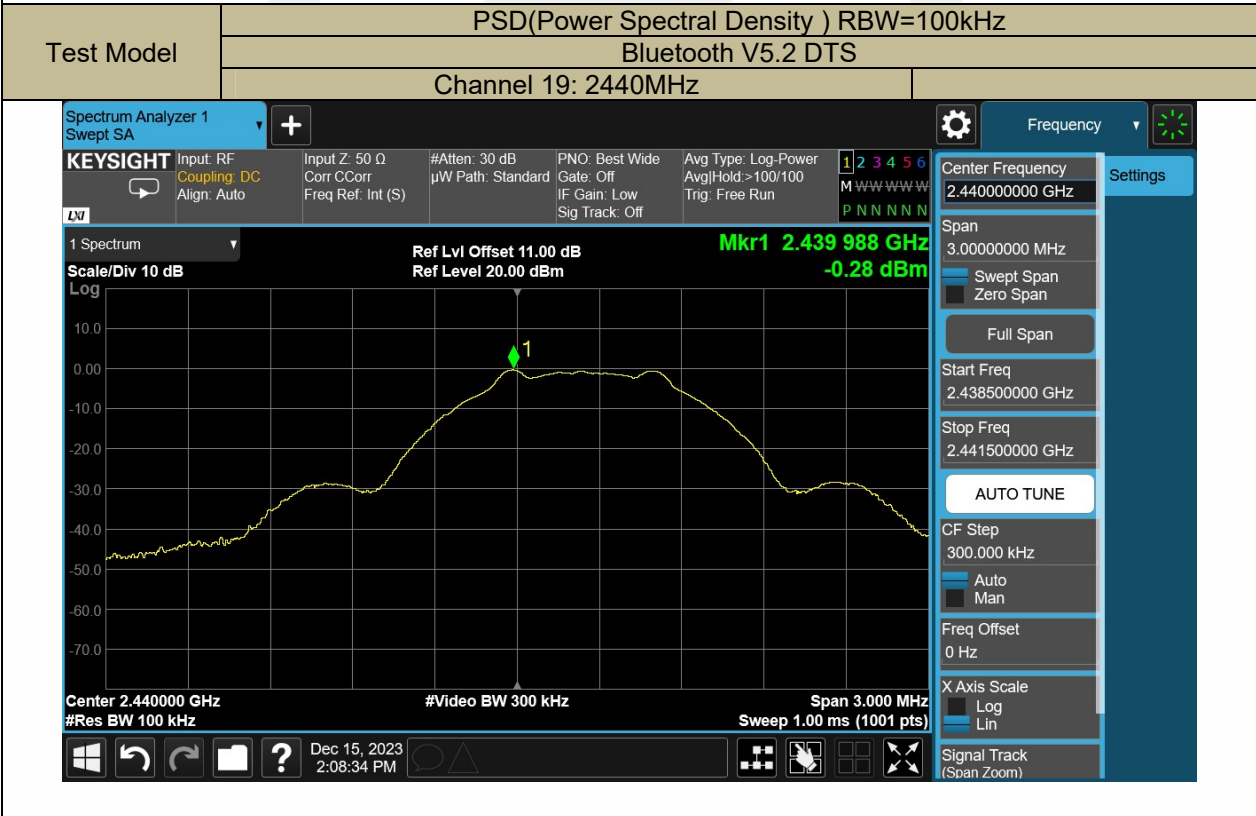 Test Model
PSD(Power Spectral Density ) RBW=100kHz
Bluetooth V5.2 DTS
Channel 19: 2440MHz
Spectrum Analyzer 1
Swept SA
Frequency
KEYSIGHT
LXI
Input: RF
Coupling: DC
Align: Auto
Input Z: 50 Ω
Corr CCorr
Freq Ref: Int (S)
#Atten: 30 dB
µW Path: Standard
PNO: Best Wide
Gate: Off
IF Gain: Low
Sig Track: Off
Avg Type: Log-Power
Avg|Hold:>100/100
Trig: Free Run
1 2 3 4 5 6
M W W W W W
P N N N N N
1 Spectrum
Scale/Div 10 dB
Log
Ref Lvl Offset 11.00 dB
Ref Level 20.00 dBm
Mkr1 2.439 988 GHz
-0.28 dBm
1
10.0
0.00
-10.0
-20.0
-30.0
-40.0
-50.0
-60.0
-70.0
Center 2.440000 GHz
#Res BW 100 kHz
#Video BW 300 kHz
Span 3.000 MHz
Sweep 1.00 ms (1001 pts)
?
Dec 15, 2023
2:08:34 PM
Center Frequency
2.440000000 GHz
Settings
Span
3.00000000 MHz
Swept Span
Zero Span
Full Span
Start Freq
2.438500000 GHz
Stop Freq
2.441500000 GHz
AUTO TUNE
CF Step
300.000 kHz
Auto
Man
Freq Offset
0 Hz
X Axis Scale
Log
Lin
Signal Track
(Span Zoom)